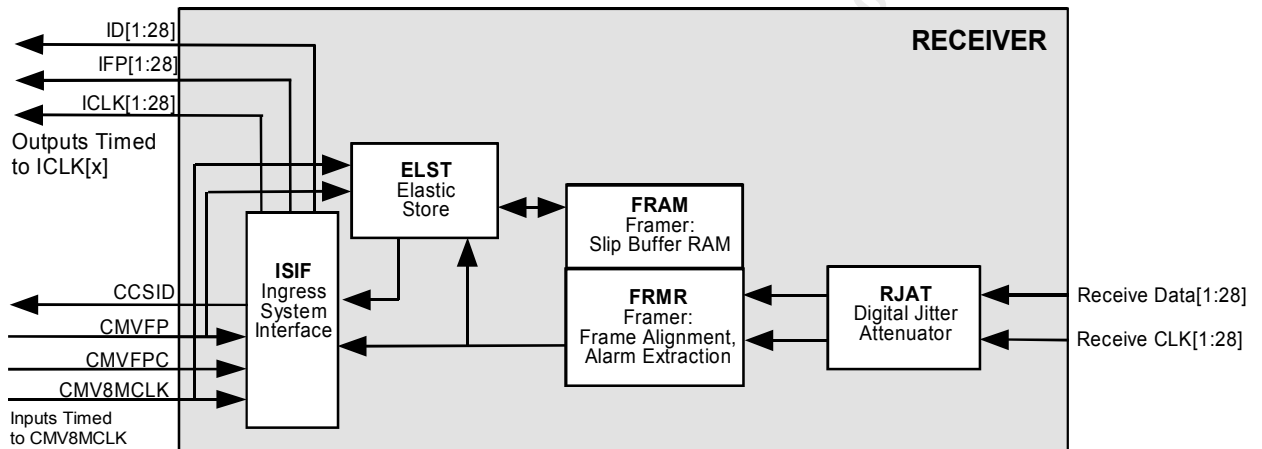 RECEIVER
ID[1:28]
IFP[1:28]
ICLK[1:28]
Outputs Timed
to ICLK[x]
ELST
Elastic
Store
FRAM
Framer:
Slip Buffer RAM
ISIF
Ingress
System
Interface
FRMR
Framer:
Frame Alignment,
Alarm Extraction
RJAT
Digital Jitter
Attenuator
Receive Data[1:28]
Receive CLK[1:28]
CCSID
CMVFP
CMVFPC
CMV8MCLK
Inputs Timed
to CMV8MCLK